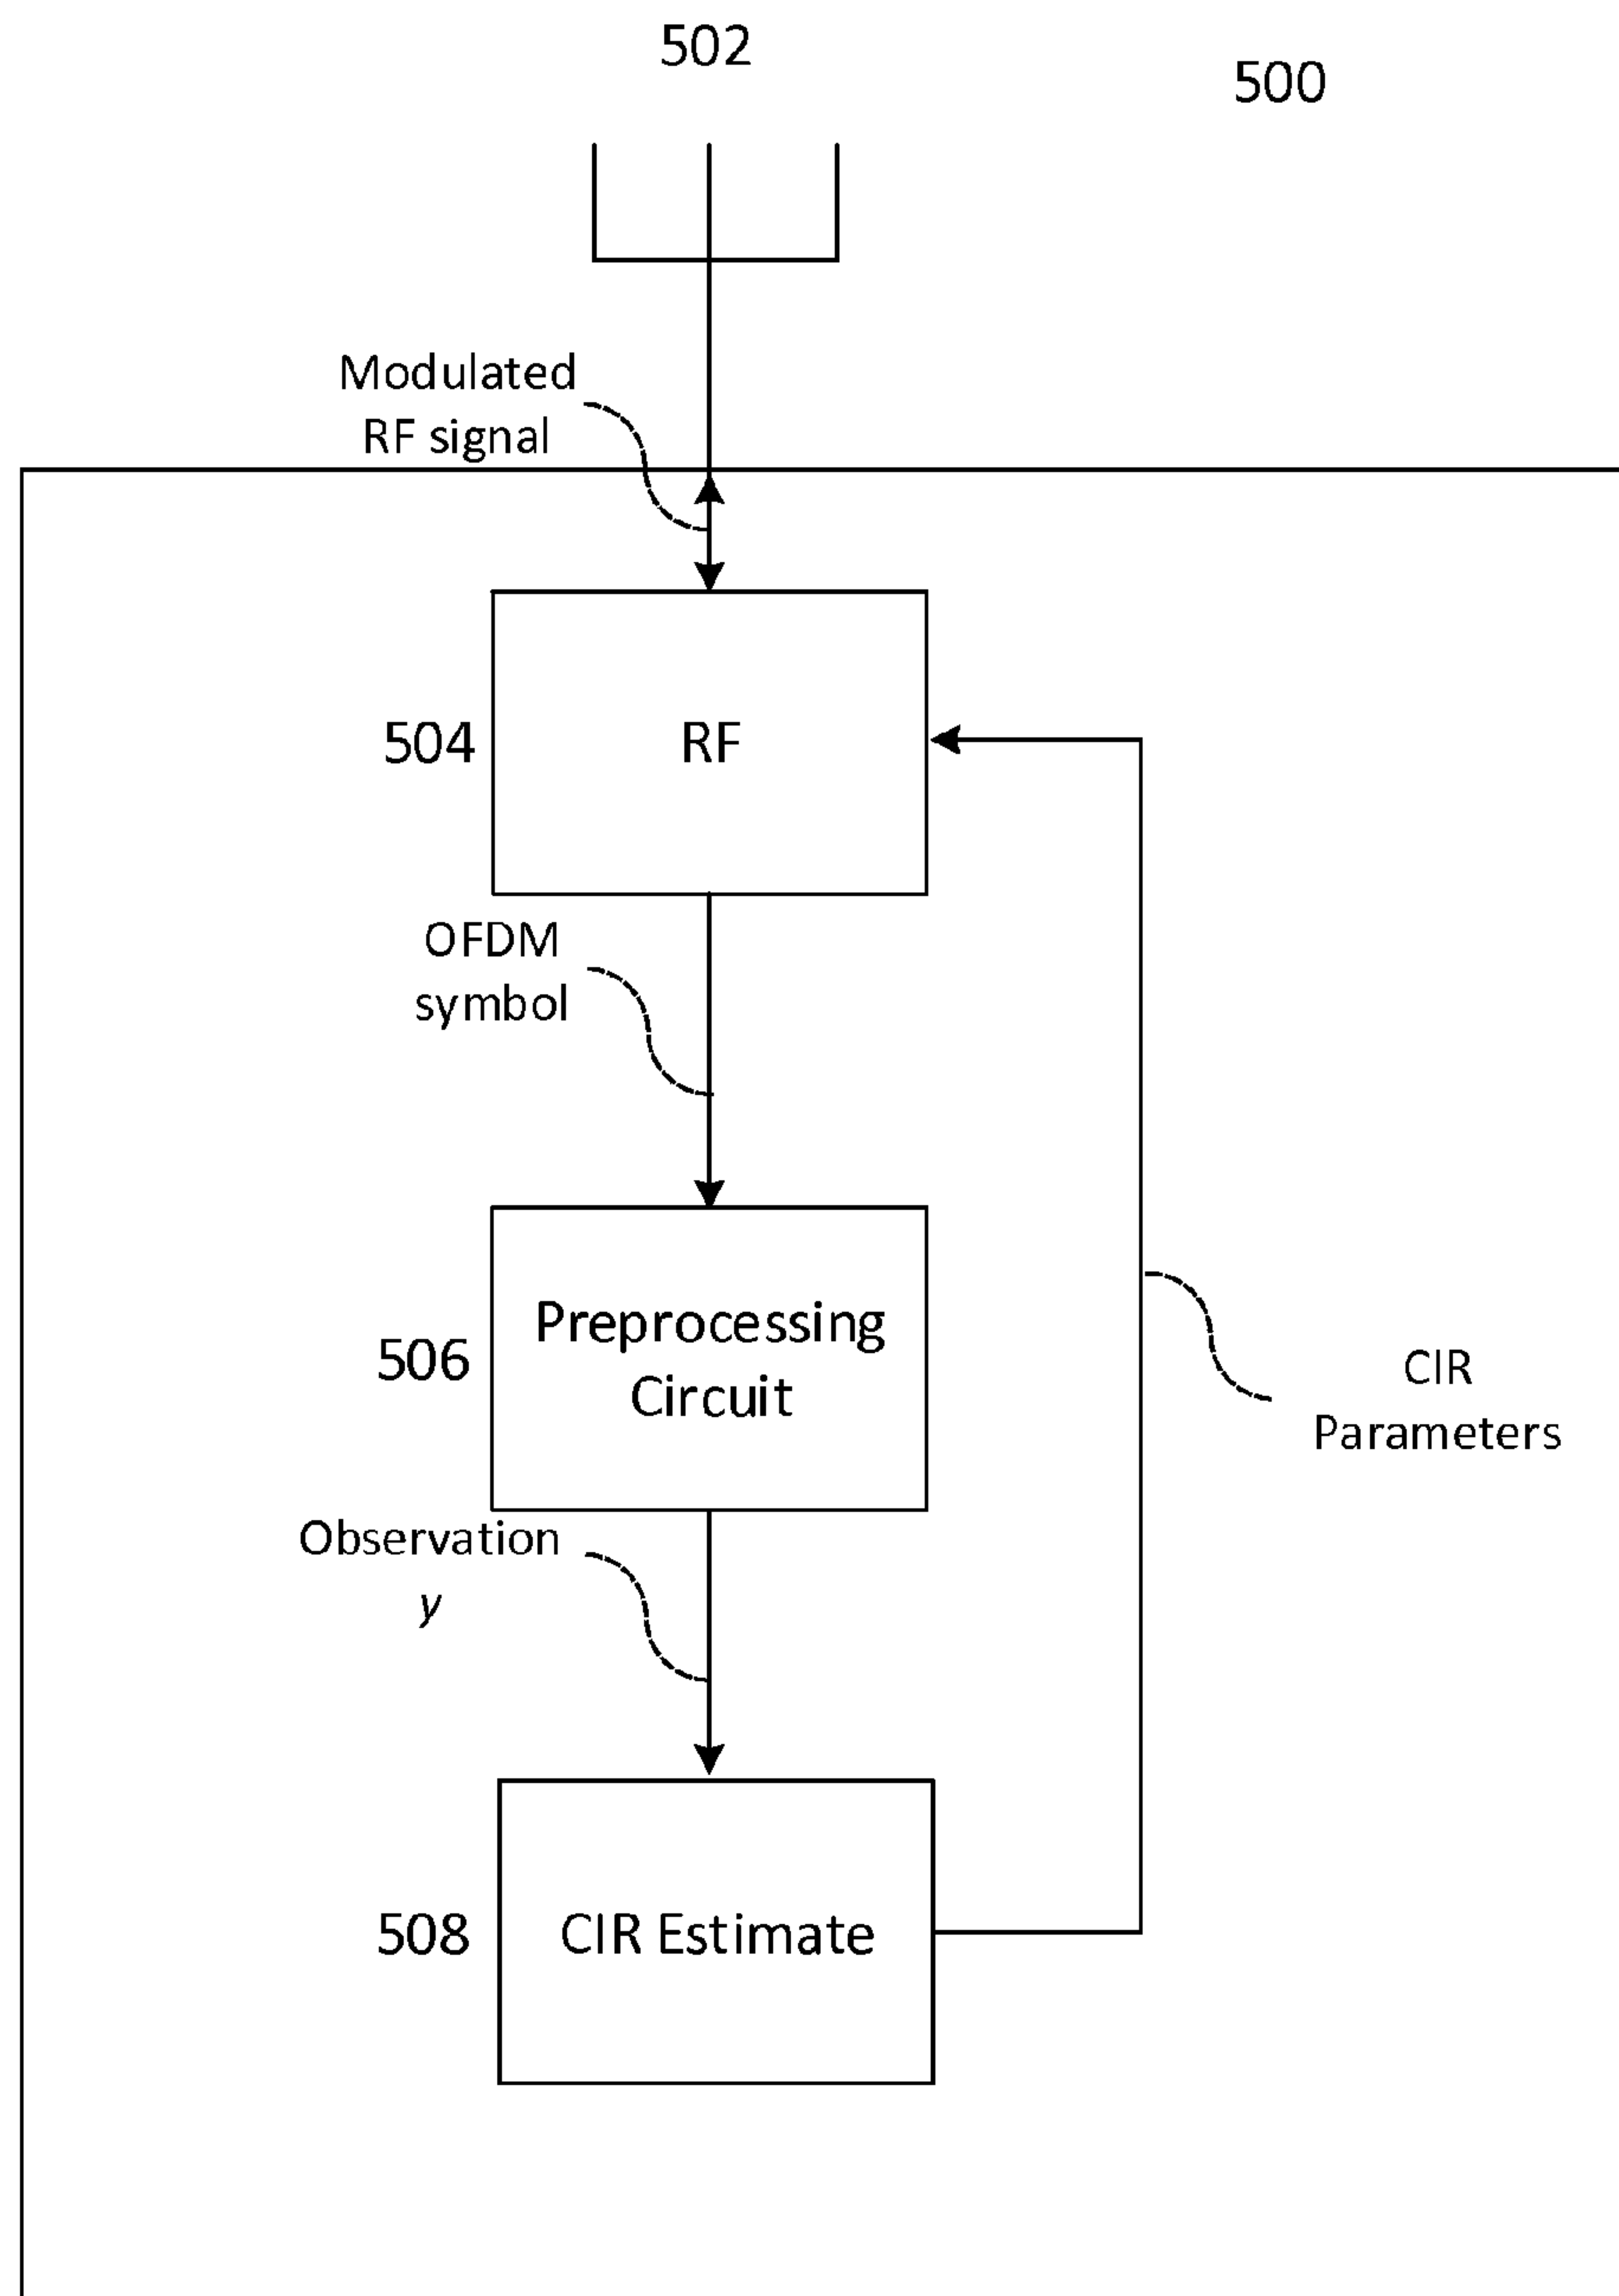 502
500
Modulated
RF signal
504
RF
OFDM
symbol
506
Preprocessing
Circuit
CIR
Parameters
Observation
y
508
CIR Estimate